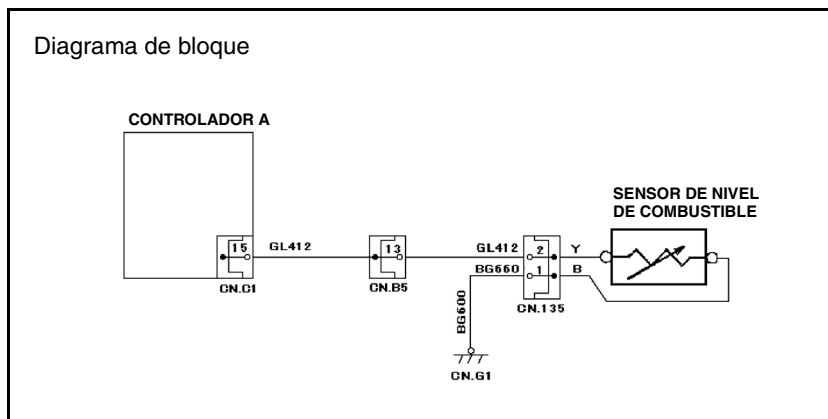 Diagrama de bloque
CONTROLADOR A
SENSOR DE NIVEL
DE COMBUSTIBLE
15 GL412 13 GL412 2 Y
BG660 1 B
CN.C1 CN.B5 CN.135
BG600
CN.G1